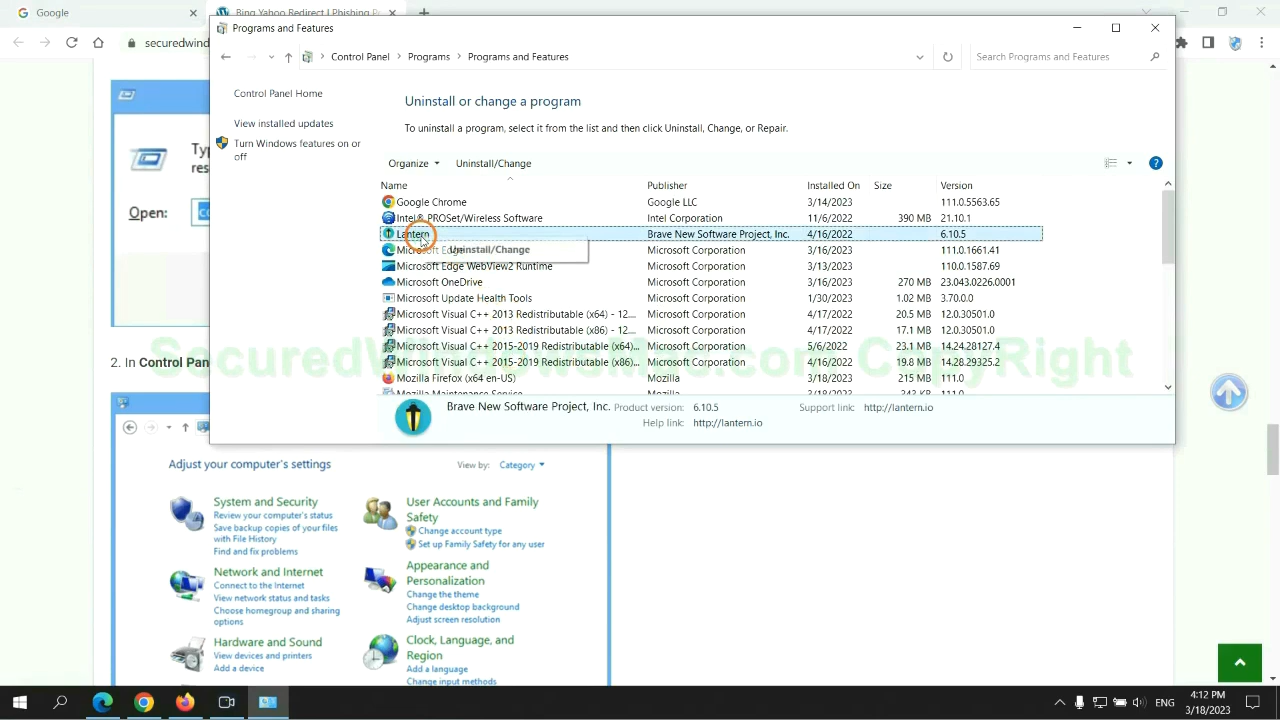 Google
Bing Yahoo Redirect | Phishing P
securedwind
Programs and Features
Control Panel > Programs > Programs and Features
Search Programs and Features
Control Panel Home
View installed updates
Turn Windows features on or
off
Uninstall or change a program
To uninstall a program, select it from the list and then click Uninstall, Change, or Repair.
Organize Uninstall/Change
Name Publisher Installed On Size Version
Google Chrome Google LLC 3/14/2023 111.0.5563.65
Intel® PROSet/Wireless Software Intel Corporation 11/6/2022 390 MB 21.10.1
Lantern Brave New Software Project, Inc. 4/16/2022 6.10.5
Microsoft Edge Microsoft Corporation 3/16/2023 111.0.1661.41
Uninstall/Change
Microsoft Edge WebView2 Runtime Microsoft Corporation 3/13/2023 110.0.1587.69
Microsoft OneDrive Microsoft Corporation 3/16/2023 270 MB 23.043.0226.0001
Microsoft Update Health Tools Microsoft Corporation 1/30/2023 1.02 MB 3.70.0.0
Microsoft Visual C++ 2013 Redistributable (x64) - 12.... Microsoft Corporation 4/17/2022 20.5 MB 12.0.30501.0
Microsoft Visual C++ 2013 Redistributable (x86) - 12.... Microsoft Corporation 4/17/2022 17.1 MB 12.0.30501.0
Microsoft Visual C++ 2015-2019 Redistributable (x64)... Microsoft Corporation 5/6/2022 23.1 MB 14.24.28127.4
Microsoft Visual C++ 2015-2019 Redistributable (x86)... Microsoft Corporation 4/16/2022 19.8 MB 14.28.29325.2
Mozilla Firefox (x64 en-US) Mozilla 3/18/2023 215 MB 111.0
Mozilla Maintenance Service Mozilla 3/18/2023 343 KB 111.0
Brave New Software Project, Inc. Product version: 6.10.5 Support link: http://lantern.io
Help link: http://lantern.io
Typ
res
Open:
2. In Control Pan
Adjust your computer's settings
View by: Category
System and Security
Review your computer's status
Save backup copies of your files
with File History
Find and fix problems
Network and Internet
Connect to the Internet
View network status and tasks
Choose homegroup and sharing
options
Hardware and Sound
View devices and printers
Add a device
User Accounts and Family
Safety
Change account type
Set up Family Safety for any user
Appearance and
Personalization
Change the theme
Change desktop background
Adjust screen resolution
Clock, Language, and
Region
Add a language
Change input methods
ENG
4:12 PM
3/18/2023